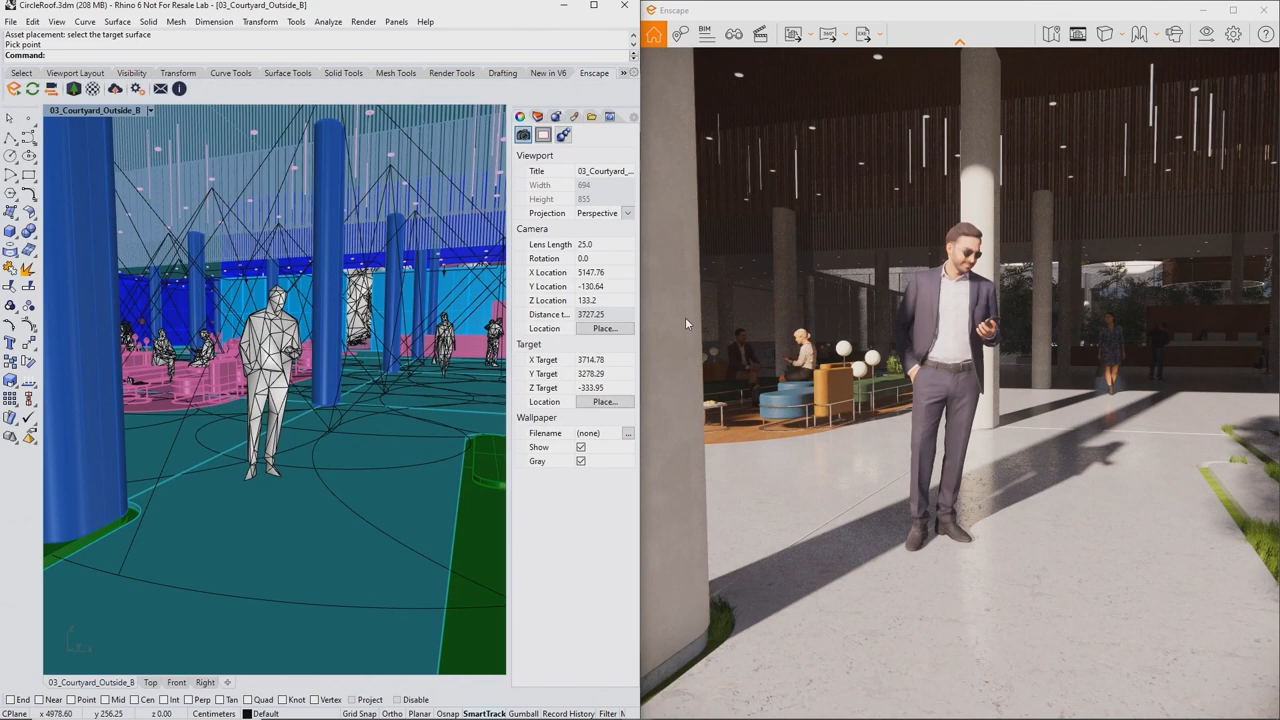 CircleRoof.3dm (208 MB) - Rhino 6 Not For Resale Lab - [03_Courtyard_Outside_B]
Enscape
File Edit View Curve Surface Solid Mesh Dimension Transform Tools Analyze Render Panels Help
Asset placement: select the target surface
Pick point
Command:
BIM
360°
EXE
Select Viewport Layout Visibility Transform Curve Tools Surface Tools Solid Tools Mesh Tools Render Tools Drafting New in V6 Enscape »
03_Courtyard_Outside_B
Viewport
Title 03_Courtyard_...
Width 694
Height 855
Projection Perspective
Camera
Lens Length 25.0
Rotation 0.0
X Location 5147.76
Y Location -130.64
Z Location 133.2
Distance t... 3727.25
Location Place...
Target
X Target 3714.78
Y Target 3278.29
Z Target -333.95
Location Place...
Wallpaper
Filename (none) ...
Show
Gray
03_Courtyard_Outside_B Top Front Right
End Near Point Mid Cen Int Perp Tan Quad Knot Vertex Project Disable
CPlane x 4978.60 y 256.25 z 0.00 Centimeters Default Grid Snap Ortho Planar Osnap SmartTrack Gumball Record History Filter